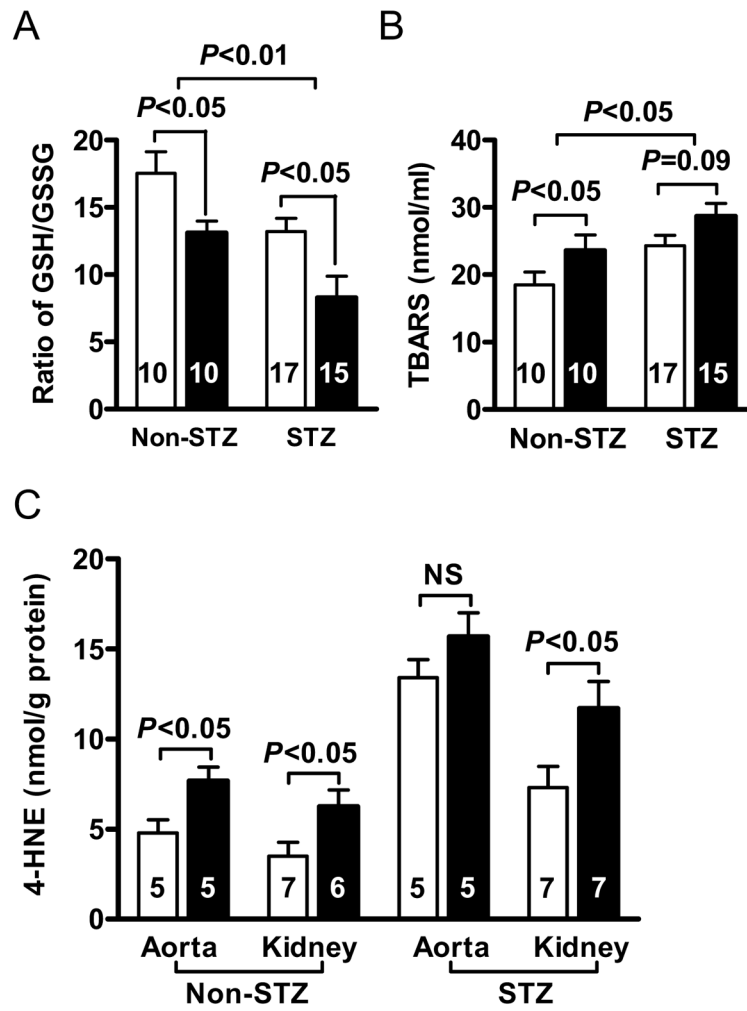 A
P<0.01
P<0.05
P<0.05
Ratio of GSH/GSSG
20
15
10
5
0
10
10
17
15
Non-STZ
STZ
B
P<0.05
P=0.09
P<0.05
TBARS (nmol/ml)
40
30
20
10
0
10
10
17
15
Non-STZ
STZ
C
4-HNE (nmol/g protein)
20
15
10
5
0
NS
P<0.05
P<0.05
P<0.05
5
5
7
6
5
5
7
7
Aorta
Kidney
Aorta
Kidney
Non-STZ
STZ